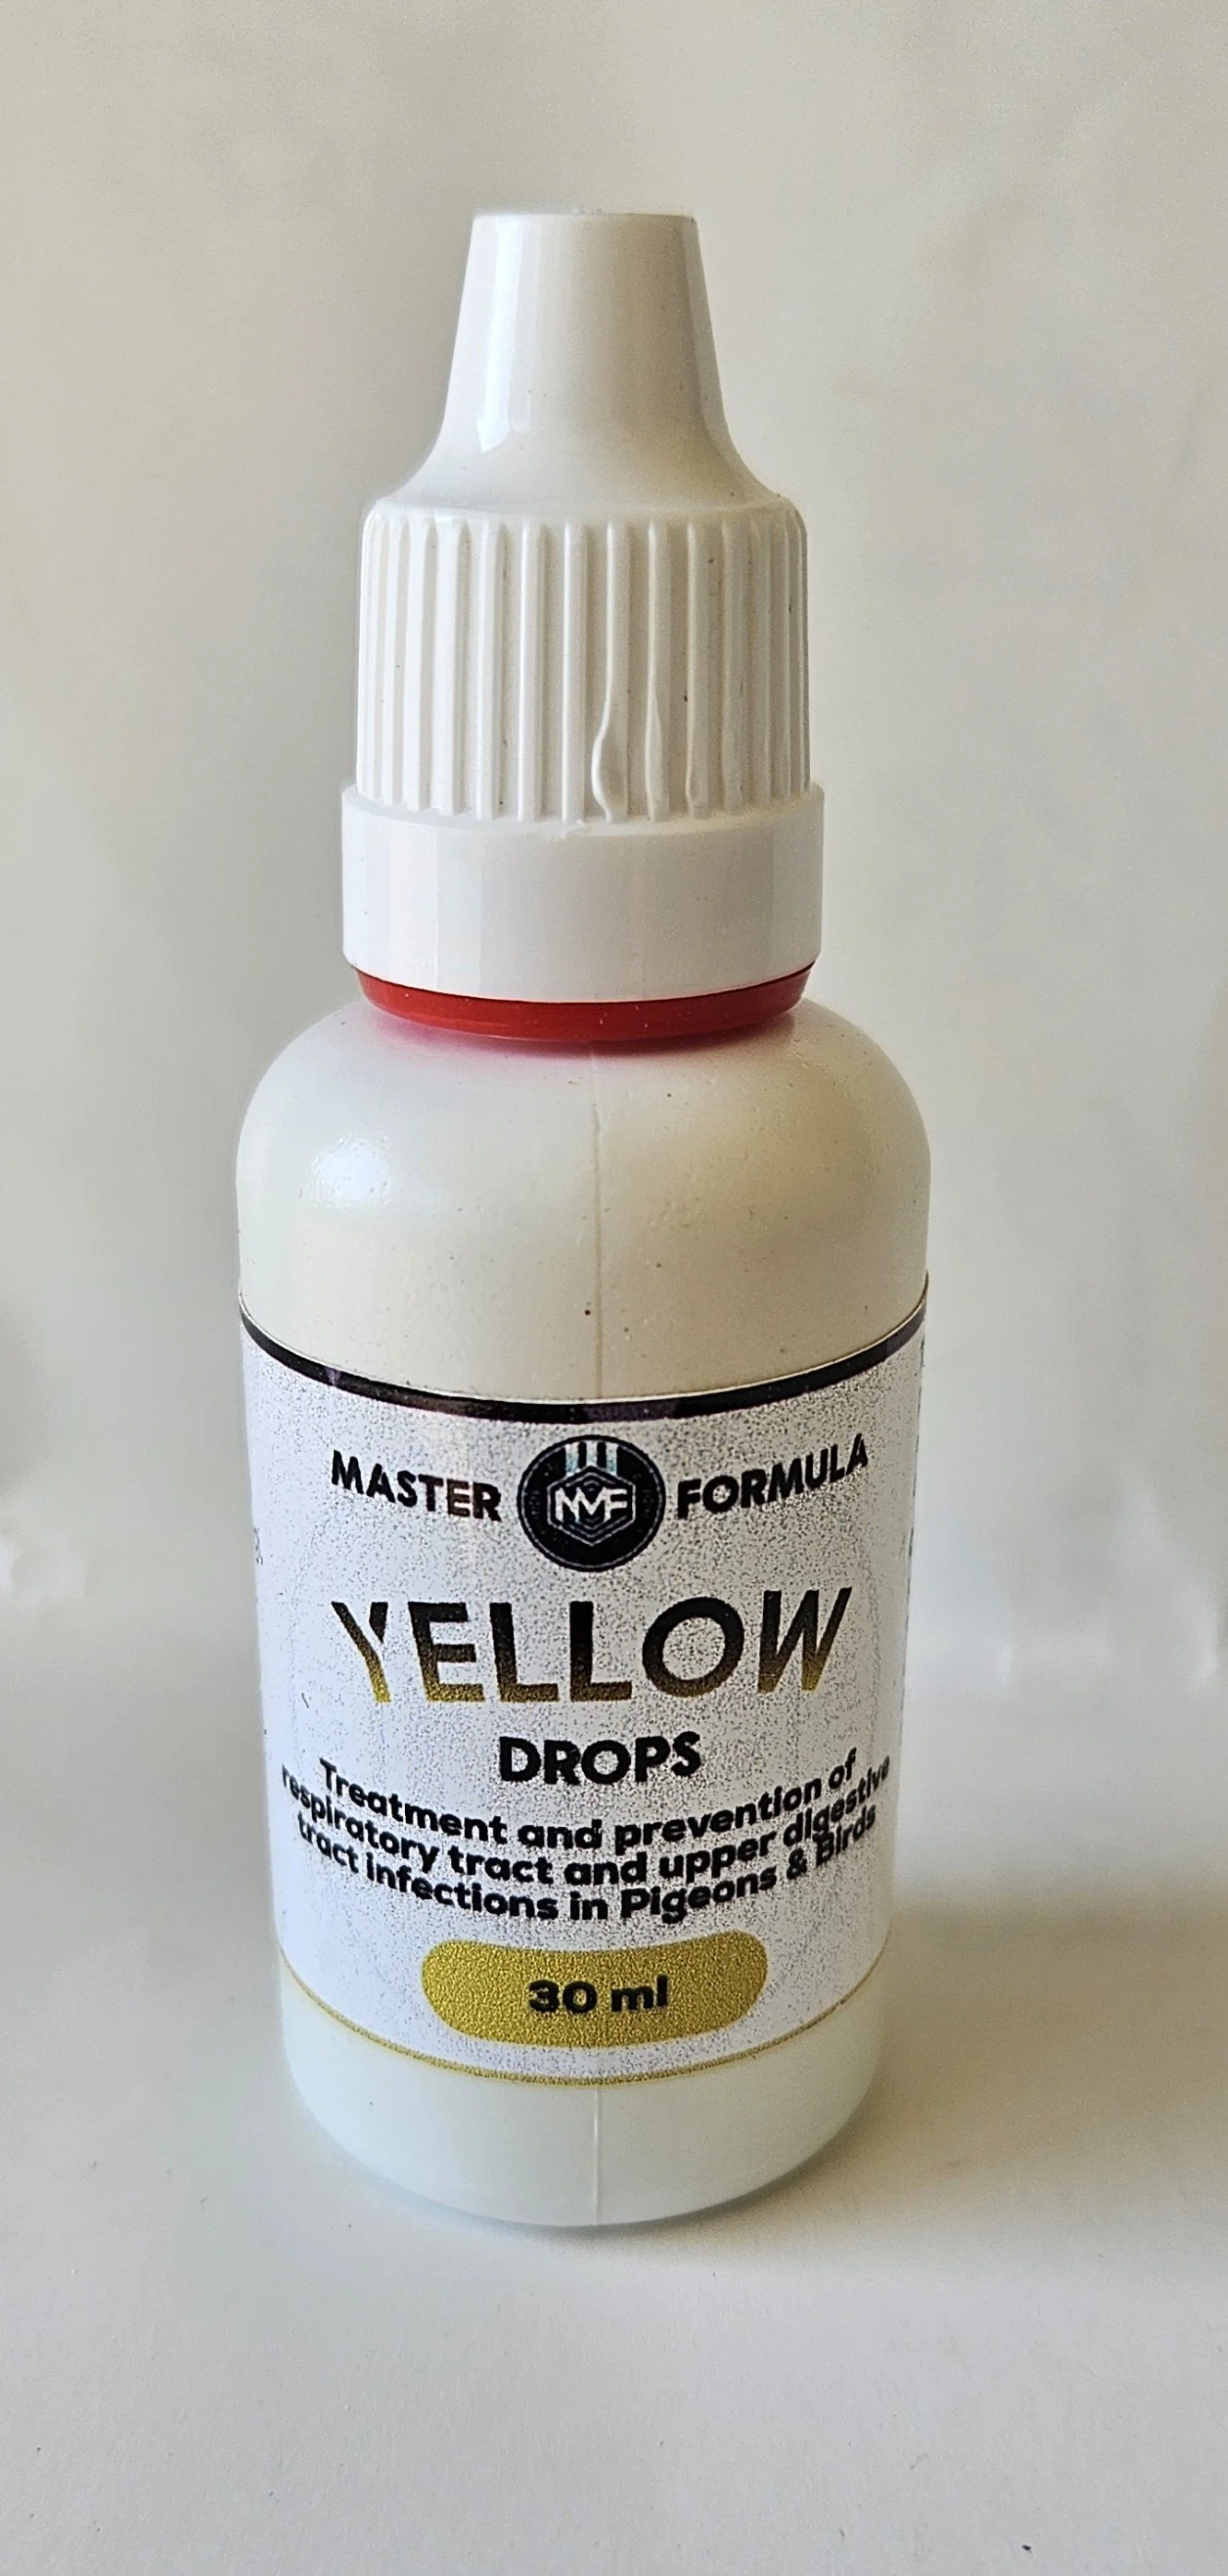 MASTER MF FORMULA
YELLOW
DROPS
Treatment and prevention of
respiratory tract and upper digestive
tract infections in Pigeons & Birds
30 ml